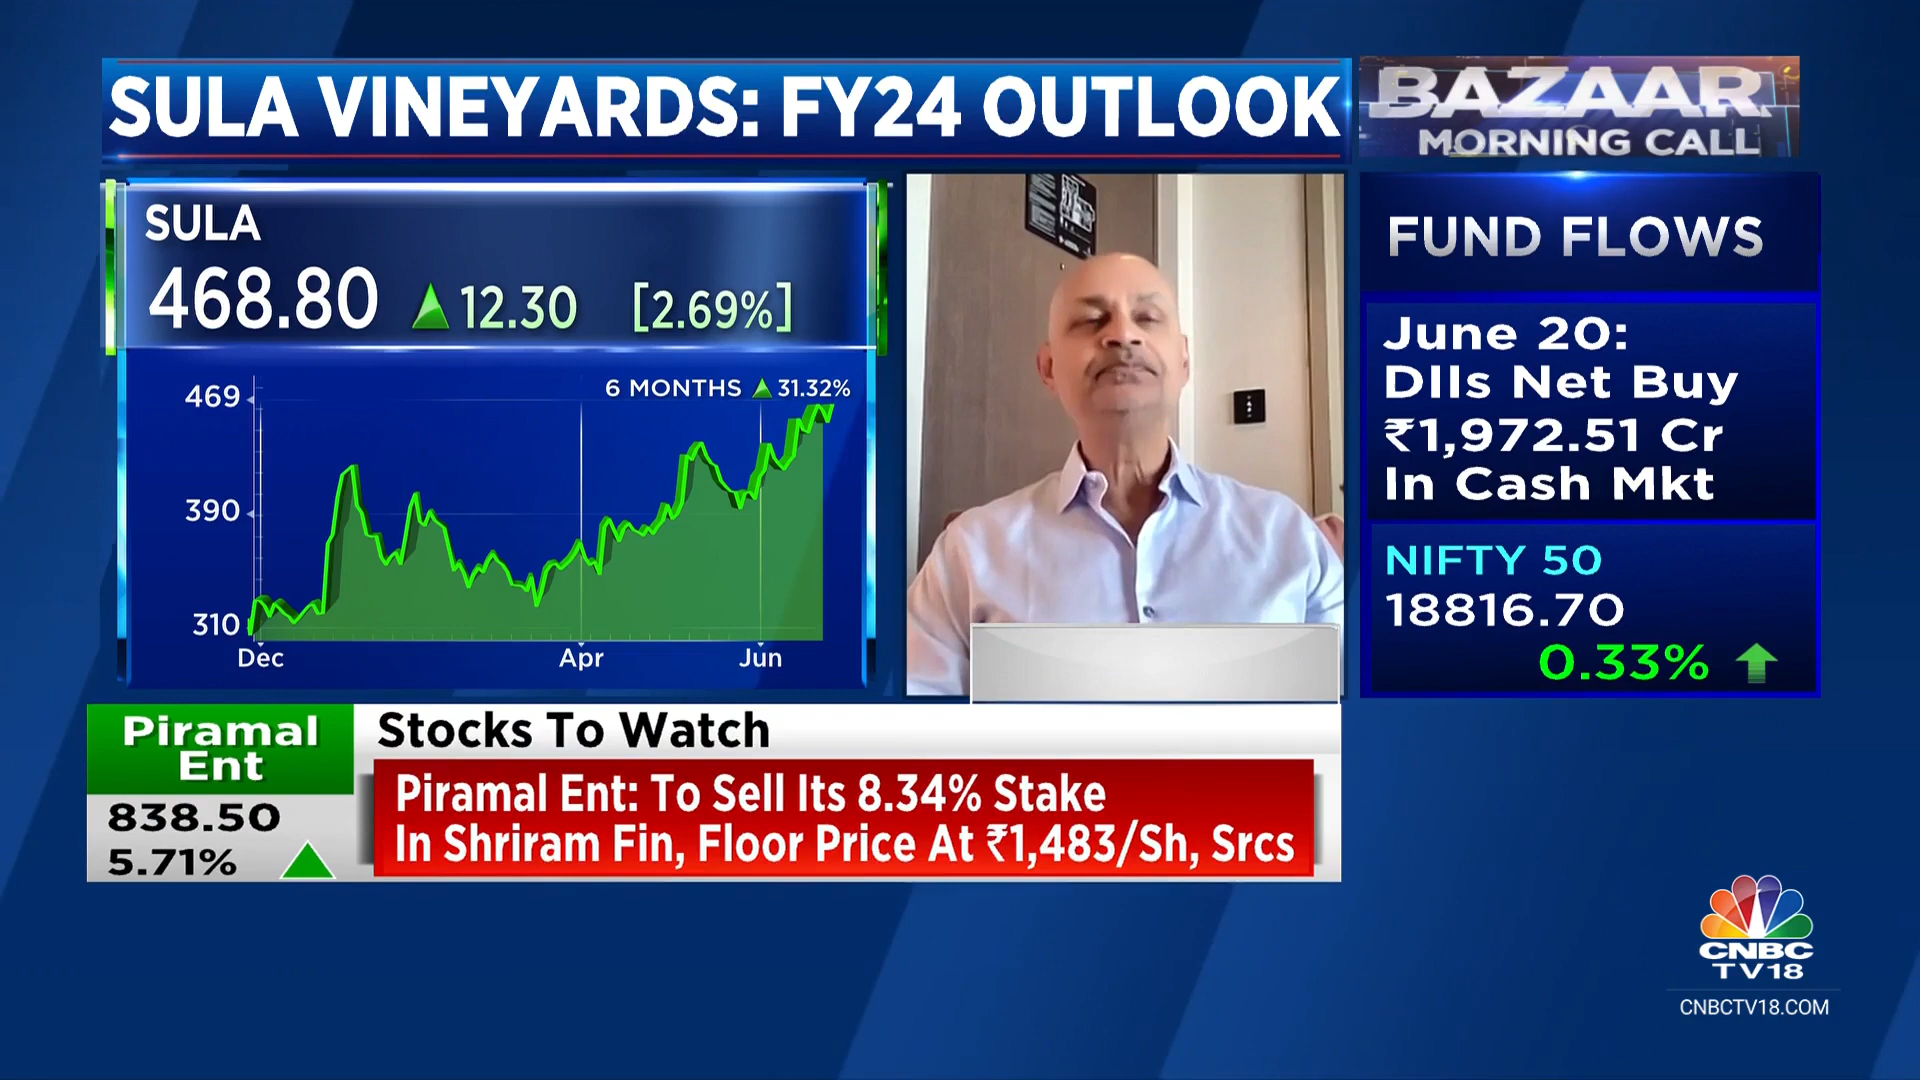 SULA VINEYARDS: FY24 OUTLOOK
BAZAAR
MORNING CALL
SULA
468.80 ▲ 12.30 [2.69%]
6 MONTHS ▲ 31.32%
469
390
310
Dec Apr Jun
FUND FLOWS
June 20:
DIIs Net Buy
₹1,972.51 Cr
In Cash Mkt
NIFTY 50
18816.70
0.33%
Piramal
Ent
838.50
5.71%
Stocks To Watch
Piramal Ent: To Sell Its 8.34% Stake
In Shriram Fin, Floor Price At ₹1,483/Sh, Srcs
CNBC
TV18
CNBCTV18.COM